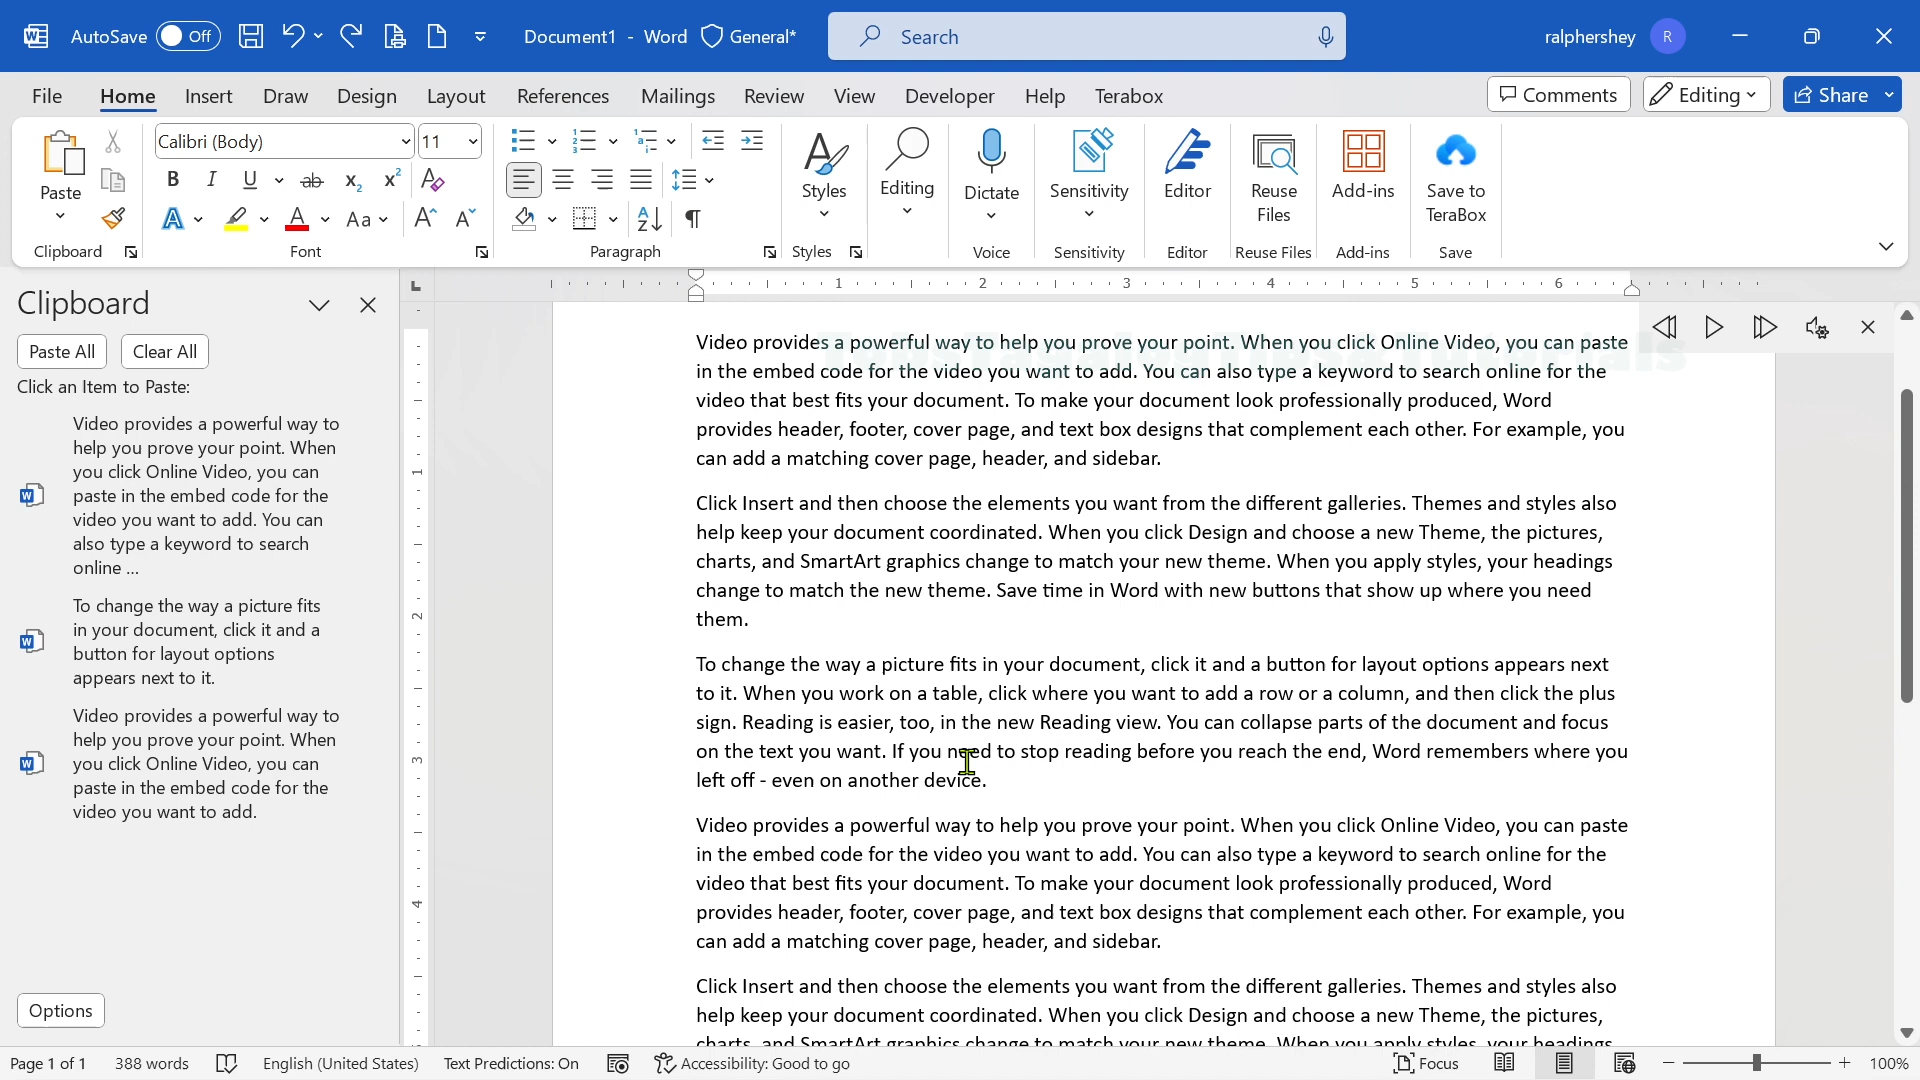 AutoSave Off Document1 - Word General* Search ralphershey R
File Home Insert Draw Design Layout References Mailings Review View Developer Help Terabox Comments Editing Share
Paste Calibri (Body) 11 Styles Editing Dictate Sensitivity Editor Reuse Files Add-ins Save to TeraBox
Clipboard Font Paragraph Styles Voice Sensitivity Editor Reuse Files Add-ins Save
Clipboard
Paste All Clear All
Click an Item to Paste:
Video provides a powerful way to
help you prove your point. When
you click Online Video, you can
paste in the embed code for the
video you want to add. You can
also type a keyword to search
online ...
To change the way a picture fits
in your document, click it and a
button for layout options
appears next to it.
Video provides a powerful way to
help you prove your point. When
you click Online Video, you can
paste in the embed code for the
video you want to add.
Options
1 2 3 4 5 6
1
2
3
4
Video provides a powerful way to help you prove your point. When you click Online Video, you can paste
in the embed code for the video you want to add. You can also type a keyword to search online for the
video that best fits your document. To make your document look professionally produced, Word
provides header, footer, cover page, and text box designs that complement each other. For example, you
can add a matching cover page, header, and sidebar.
Click Insert and then choose the elements you want from the different galleries. Themes and styles also
help keep your document coordinated. When you click Design and choose a new Theme, the pictures,
charts, and SmartArt graphics change to match your new theme. When you apply styles, your headings
change to match the new theme. Save time in Word with new buttons that show up where you need
them.
To change the way a picture fits in your document, click it and a button for layout options appears next
to it. When you work on a table, click where you want to add a row or a column, and then click the plus
sign. Reading is easier, too, in the new Reading view. You can collapse parts of the document and focus
on the text you want. If you need to stop reading before you reach the end, Word remembers where you
left off - even on another device.
Video provides a powerful way to help you prove your point. When you click Online Video, you can paste
in the embed code for the video you want to add. You can also type a keyword to search online for the
video that best fits your document. To make your document look professionally produced, Word
provides header, footer, cover page, and text box designs that complement each other. For example, you
can add a matching cover page, header, and sidebar.
Click Insert and then choose the elements you want from the different galleries. Themes and styles also
help keep your document coordinated. When you click Design and choose a new Theme, the pictures,
charts, and SmartArt graphics change to match your new theme. When you apply styles, your headings
Page 1 of 1 388 words English (United States) Text Predictions: On Accessibility: Good to go Focus 100%